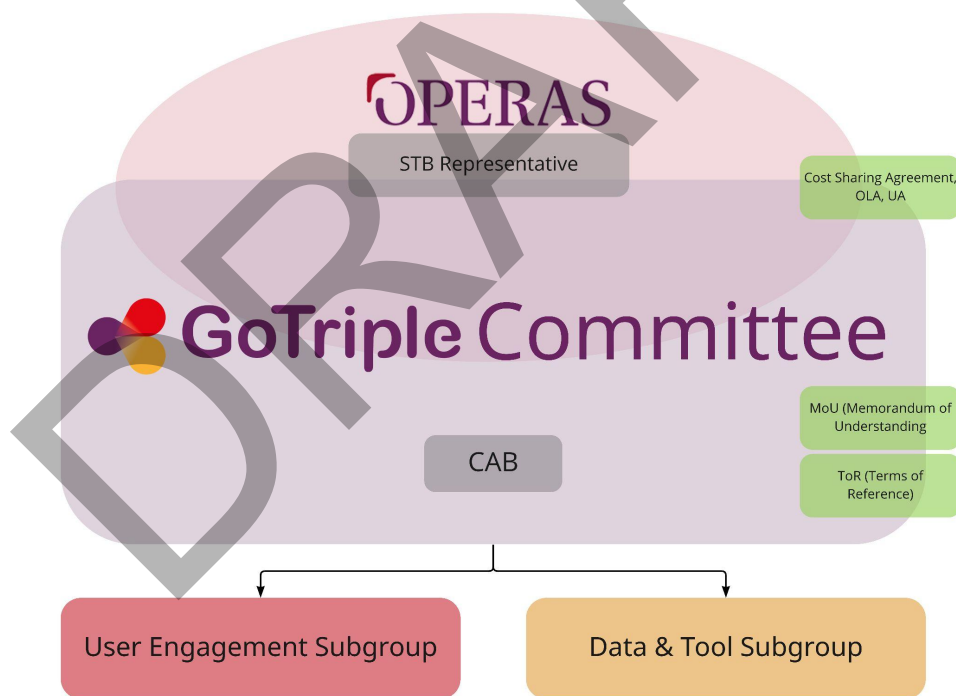 OPERAS
STB Representative
Cost Sharing Agreement,
OLA, UA
GoTriple Committee
MoU (Memorandum of
Understanding
CAB
ToR (Terms of
Reference)
User Engagement Subgroup
Data & Tool Subgroup
DRAF